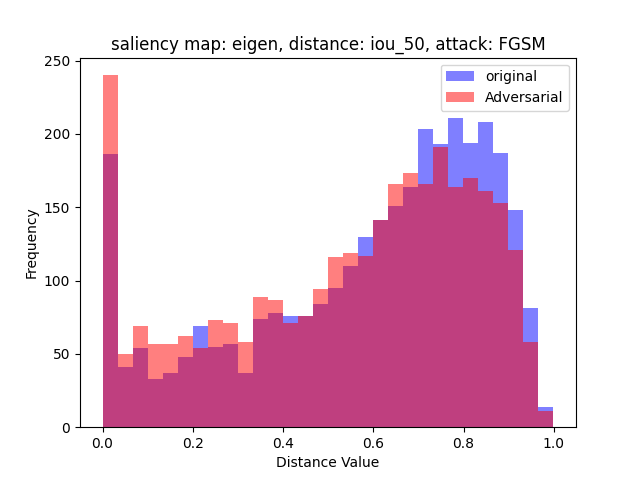 saliency map: eigen, distance: iou_50, attack: FGSM
original
Adversarial
Frequency
250
200
150
100
50
0
0.0 0.2 0.4 0.6 0.8 1.0
Distance Value